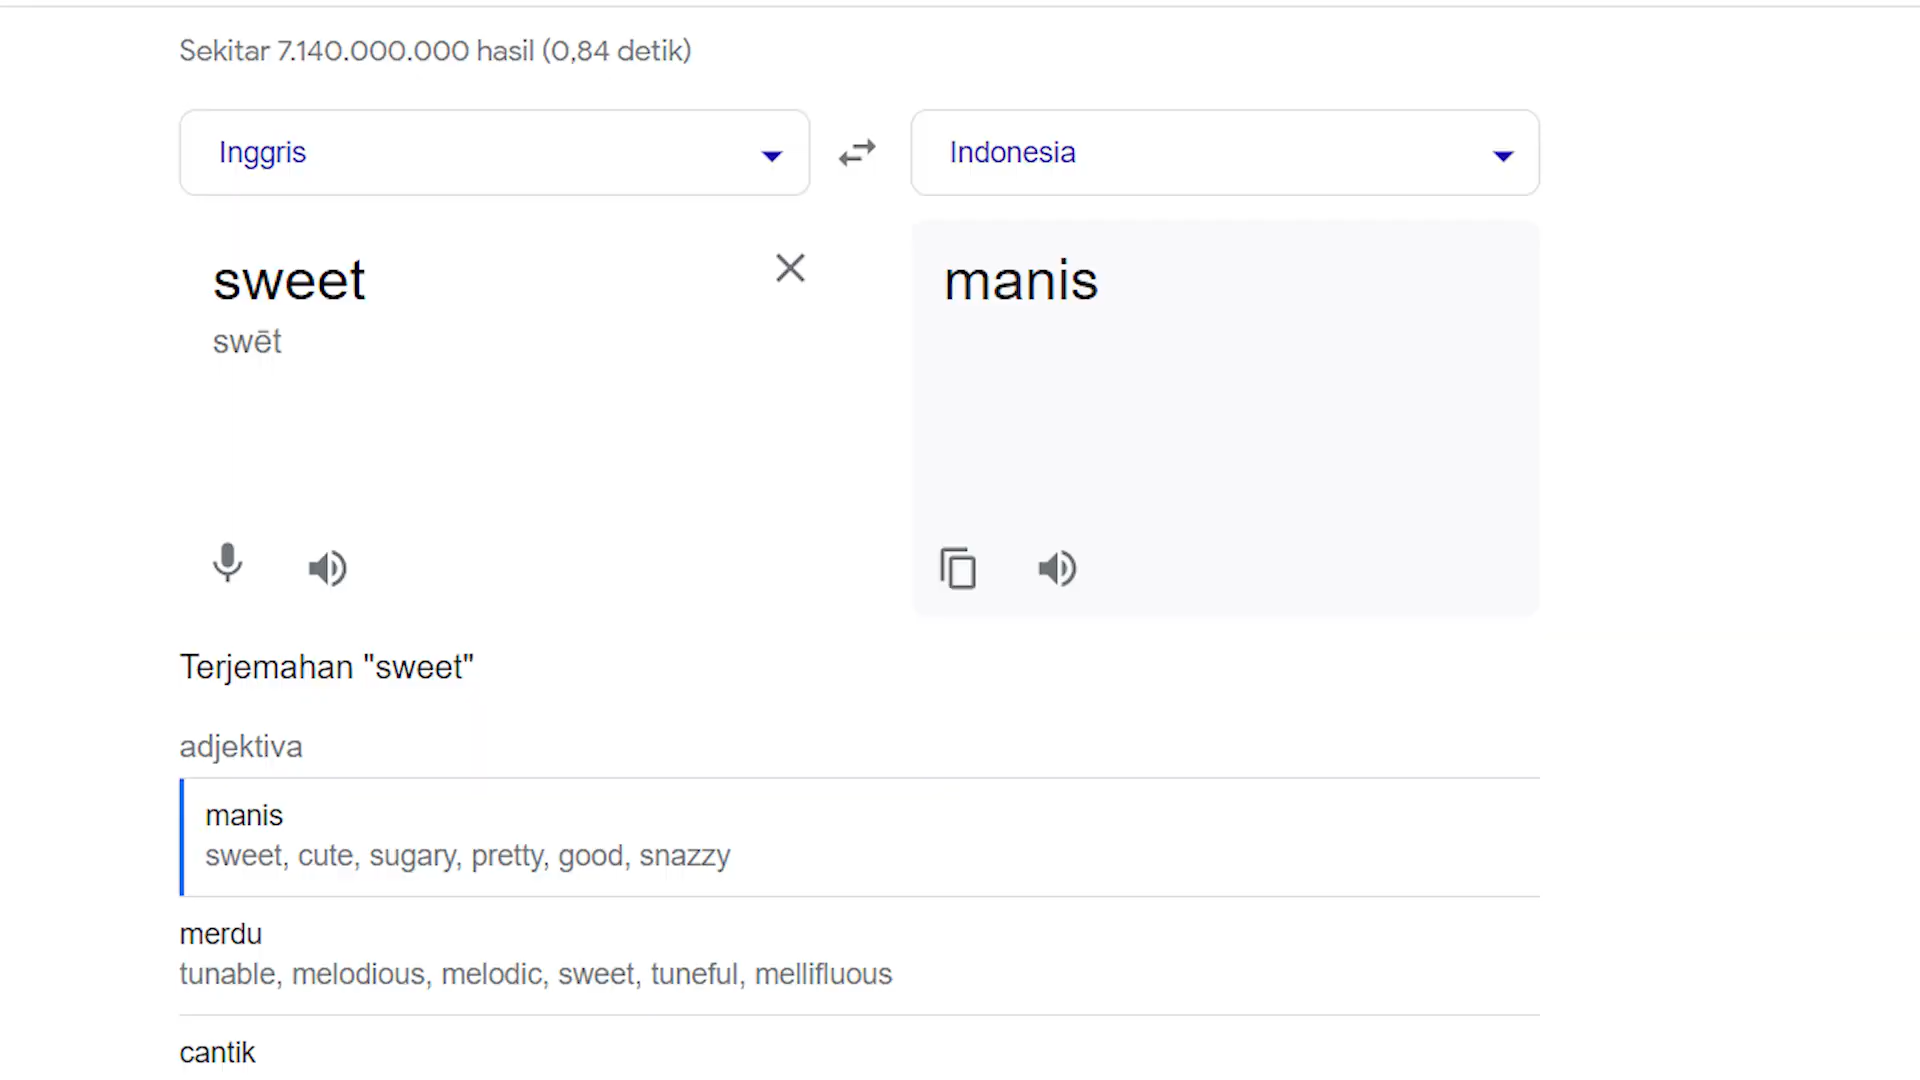 Sekitar 7.140.000.000 hasil (0,84 detik)
Inggris
Indonesia
sweet
manis
swēt
Terjemahan "sweet"
adjektiva
manis
sweet, cute, sugary, pretty, good, snazzy
merdu
tunable, melodious, melodic, sweet, tuneful, mellifluous
cantik